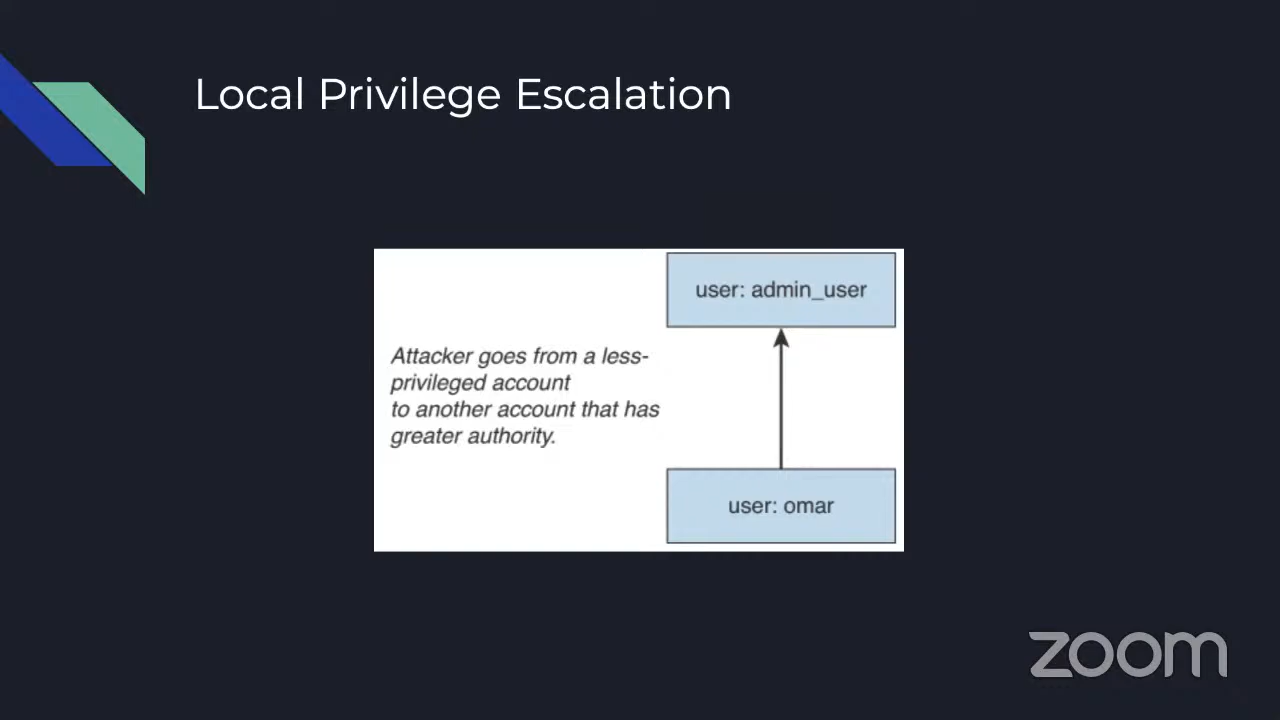 Local Privilege Escalation
user: admin_user
Attacker goes from a less-
privileged account
to another account that has
greater authority.
user: omar
zoom